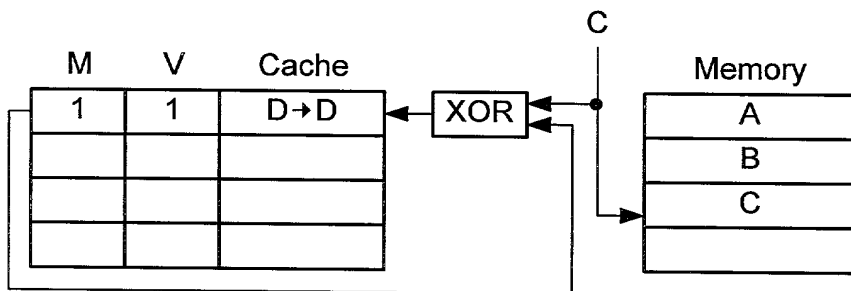 C
M V Cache
Memory
1 1 D→D
XOR
A
B
C